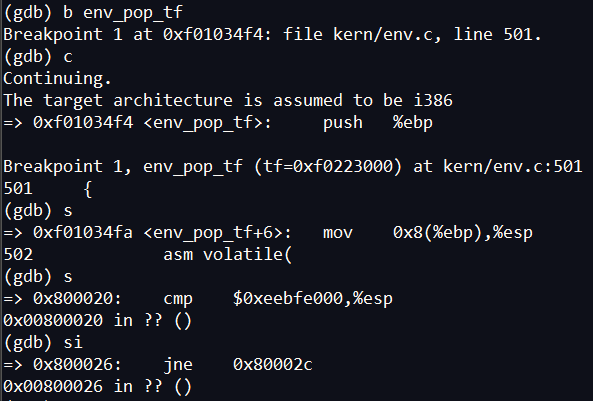 (gdb) b env_pop_tf
Breakpoint 1 at 0xf01034f4: file kern/env.c, line 501.
(gdb) c
Continuing.
The target architecture is assumed to be i386
=> 0xf01034f4 <env_pop_tf>:     push   %ebp

Breakpoint 1, env_pop_tf (tf=0xf0223000) at kern/env.c:501
501     {
(gdb) s
=> 0xf01034fa <env_pop_tf+6>:   mov    0x8(%ebp),%esp
502             asm volatile(
(gdb) s
=> 0x800020:    cmp    $0xeebfe000,%esp
0x00800020 in ?? ()
(gdb) si
=> 0x800026:    jne    0x80002c
0x00800026 in ?? ()